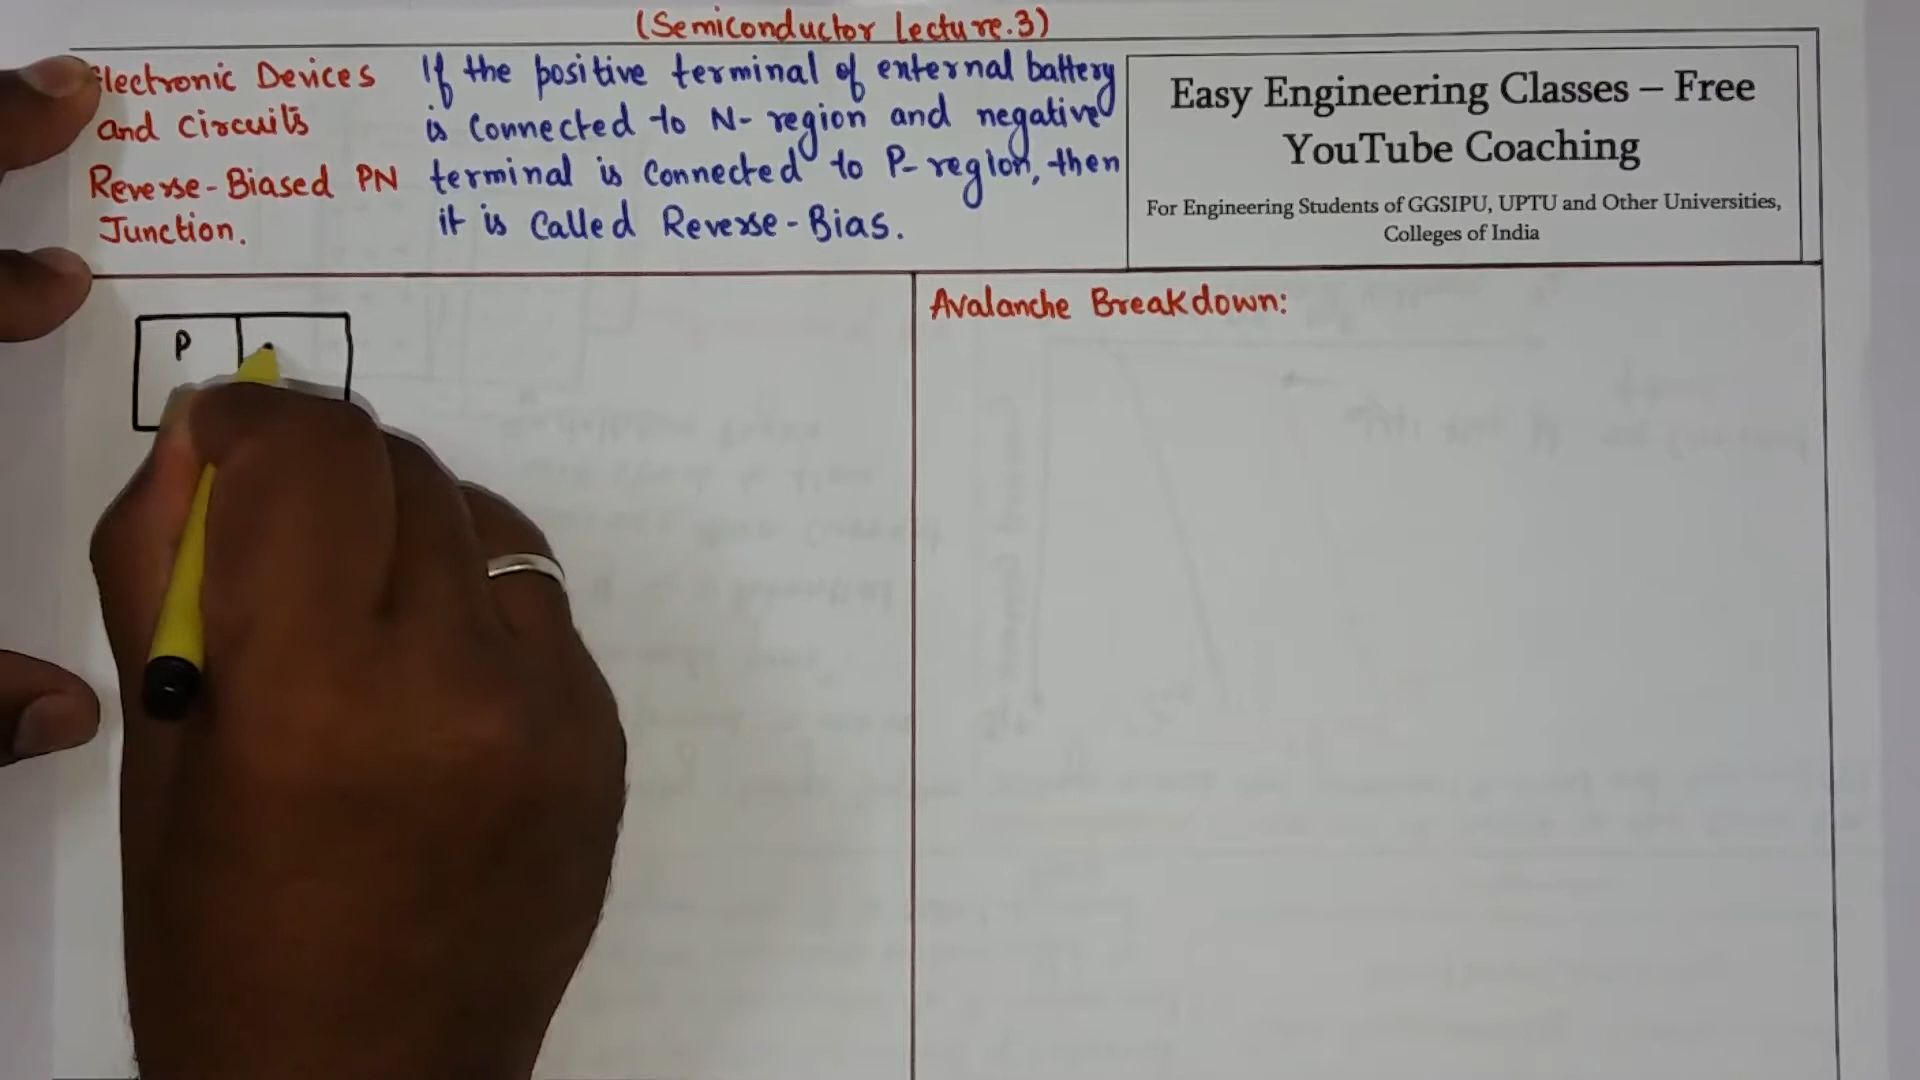 (Semiconductor Lecture.3)
Electronic Devices
and Circuits
Reverse-Biased PN
Junction.
If the positive terminal of external battery
is connected to N-region and negative
terminal is connected to P-region, then
it is called Reverse-Bias.
Easy Engineering Classes – Free
YouTube Coaching
For Engineering Students of GGSIPU, UPTU and Other Universities,
Colleges of India
P
Avalanche Breakdown: